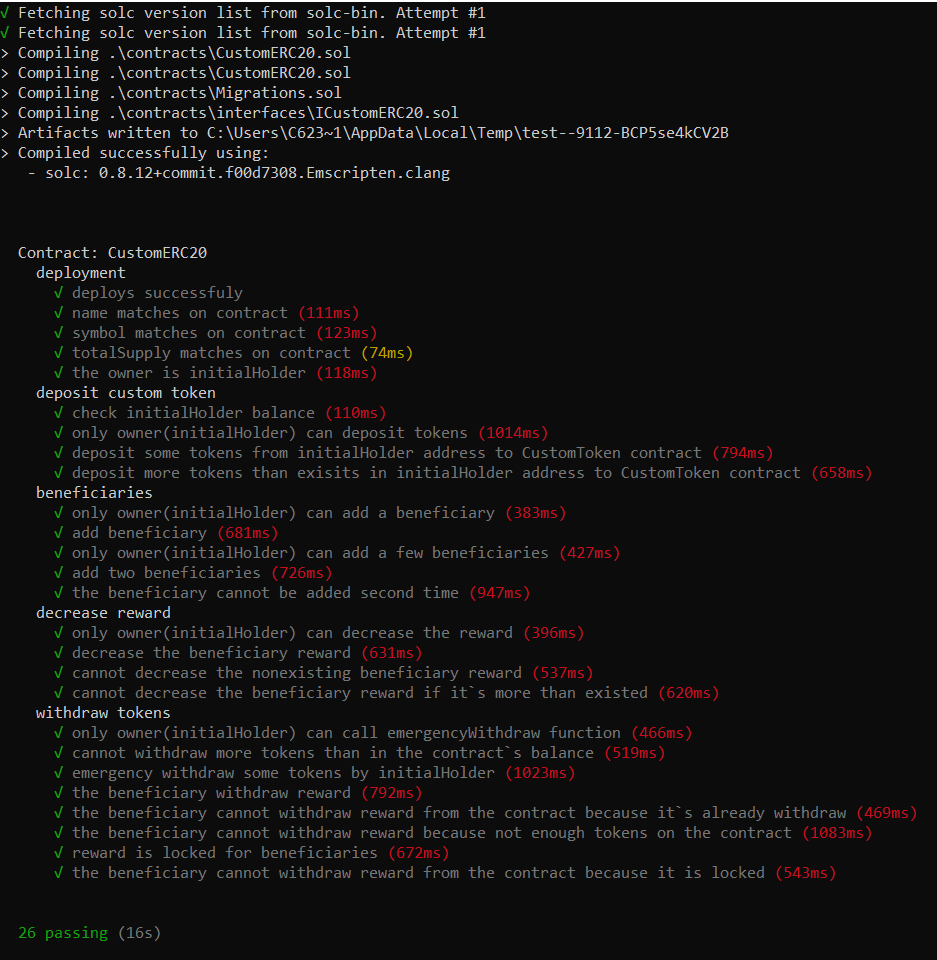 √ Fetching solc version list from solc-bin. Attempt #1
√ Fetching solc version list from solc-bin. Attempt #1
> Compiling .\contracts\CustomERC20.sol
> Compiling .\contracts\CustomERC20.sol
> Compiling .\contracts\Migrations.sol
> Compiling .\contracts\interfaces\ICustomERC20.sol
> Artifacts written to C:\Users\C623~1\AppData\Local\Temp\test--9112-BCP5se4kCV2B
> Compiled successfully using:
   - solc: 0.8.12+commit.f00d7308.Emscripten.clang
  Contract: CustomERC20
    deployment
      √ deploys successfuly
      √ name matches on contract (111ms)
      √ symbol matches on contract (123ms)
      √ totalSupply matches on contract (74ms)
      √ the owner is initialHolder (118ms)
    deposit custom token
      √ check initialHolder balance (110ms)
      √ only owner(initialHolder) can deposit tokens (1014ms)
      √ deposit some tokens from initialHolder address to CustomToken contract (794ms)
      √ deposit more tokens than exisits in initialHolder address to CustomToken contract (658ms)
    beneficiaries
      √ only owner(initialHolder) can add a beneficiary (383ms)
      √ add beneficiary (681ms)
      √ only owner(initialHolder) can add a few beneficiaries (427ms)
      √ add two beneficiaries (726ms)
      √ the beneficiary cannot be added second time (947ms)
    decrease reward
      √ only owner(initialHolder) can decrease the reward (396ms)
      √ decrease the beneficiary reward (631ms)
      √ cannot decrease the nonexisting beneficiary reward (537ms)
      √ cannot decrease the beneficiary reward if it`s more than existed (620ms)
    withdraw tokens
      √ only owner(initialHolder) can call emergencyWithdraw function (466ms)
      √ cannot withdraw more tokens than in the contract`s balance (519ms)
      √ emergency withdraw some tokens by initialHolder (1023ms)
      √ the beneficiary withdraw reward (792ms)
      √ the beneficiary cannot withdraw reward from the contract because it`s already withdraw (469ms)
      √ the beneficiary cannot withdraw reward because not enough tokens on the contract (1083ms)
      √ reward is locked for beneficiaries (672ms)
      √ the beneficiary cannot withdraw reward from the contract because it is locked (543ms)
  26 passing (16s)